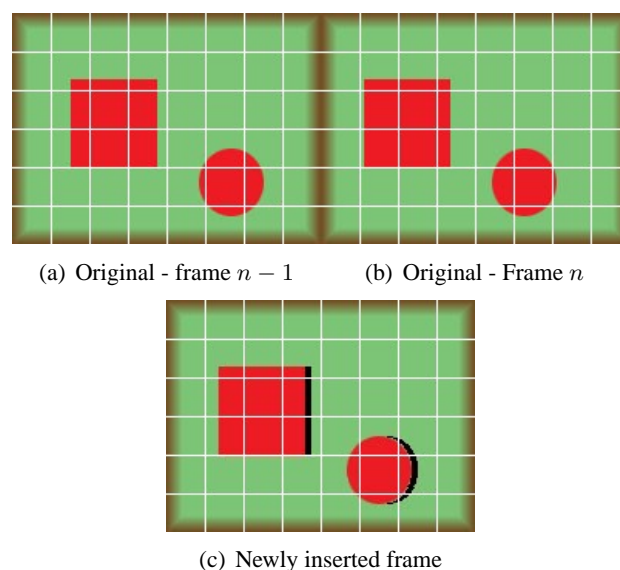 (a) Original - frame n − 1
(b) Original - Frame n
(c) Newly inserted frame